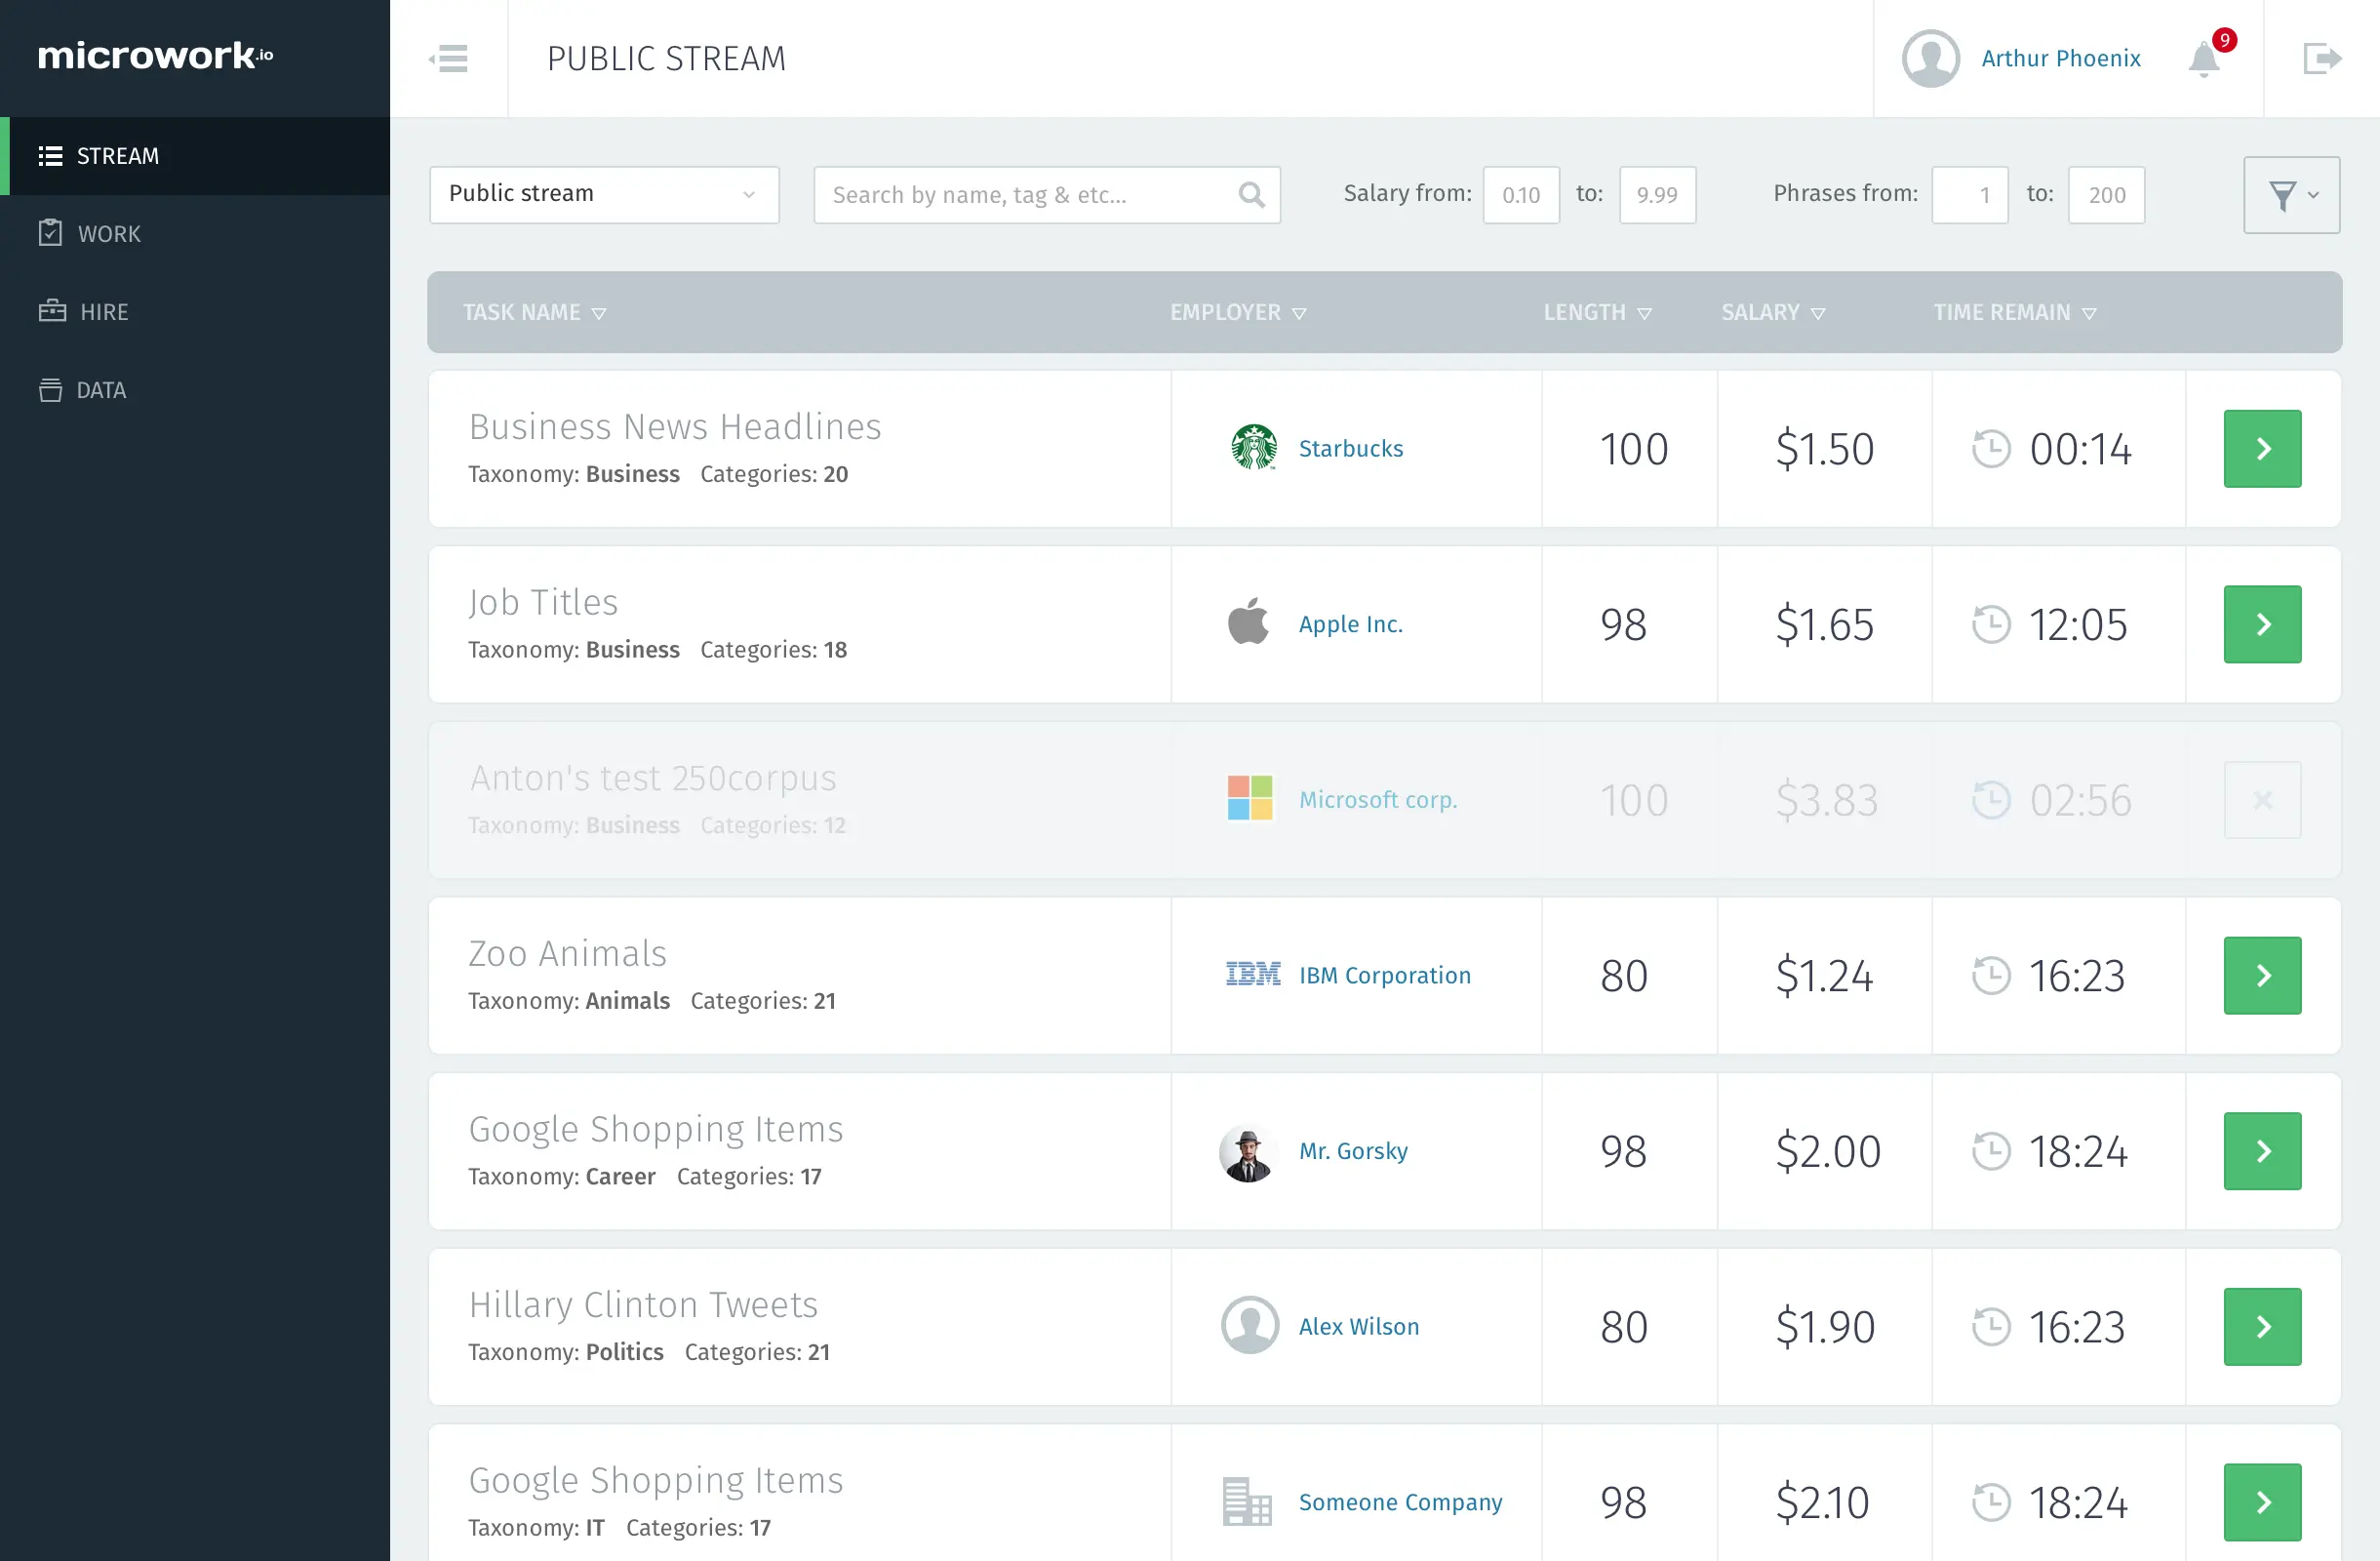 microwork.io
PUBLIC STREAM
Arthur Phoenix
9
STREAM
WORK
HIRE
DATA
Public stream
Search by name, tag & etc...
Salary from: 0.10 to: 9.99
Phrases from: 1 to: 200
TASK NAME EMPLOYER LENGTH SALARY TIME REMAIN
Business News Headlines
Taxonomy: Business Categories: 20
Starbucks 100 $1.50 00:14
Job Titles
Taxonomy: Business Categories: 18
Apple Inc. 98 $1.65 12:05
Anton's test 250corpus
Taxonomy: Business Categories: 12
Microsoft corp. 100 $3.83 02:56
Zoo Animals
Taxonomy: Animals Categories: 21
IBM IBM Corporation 80 $1.24 16:23
Google Shopping Items
Taxonomy: Career Categories: 17
Mr. Gorsky 98 $2.00 18:24
Hillary Clinton Tweets
Taxonomy: Politics Categories: 21
Alex Wilson 80 $1.90 16:23
Google Shopping Items
Taxonomy: IT Categories: 17
Someone Company 98 $2.10 18:24